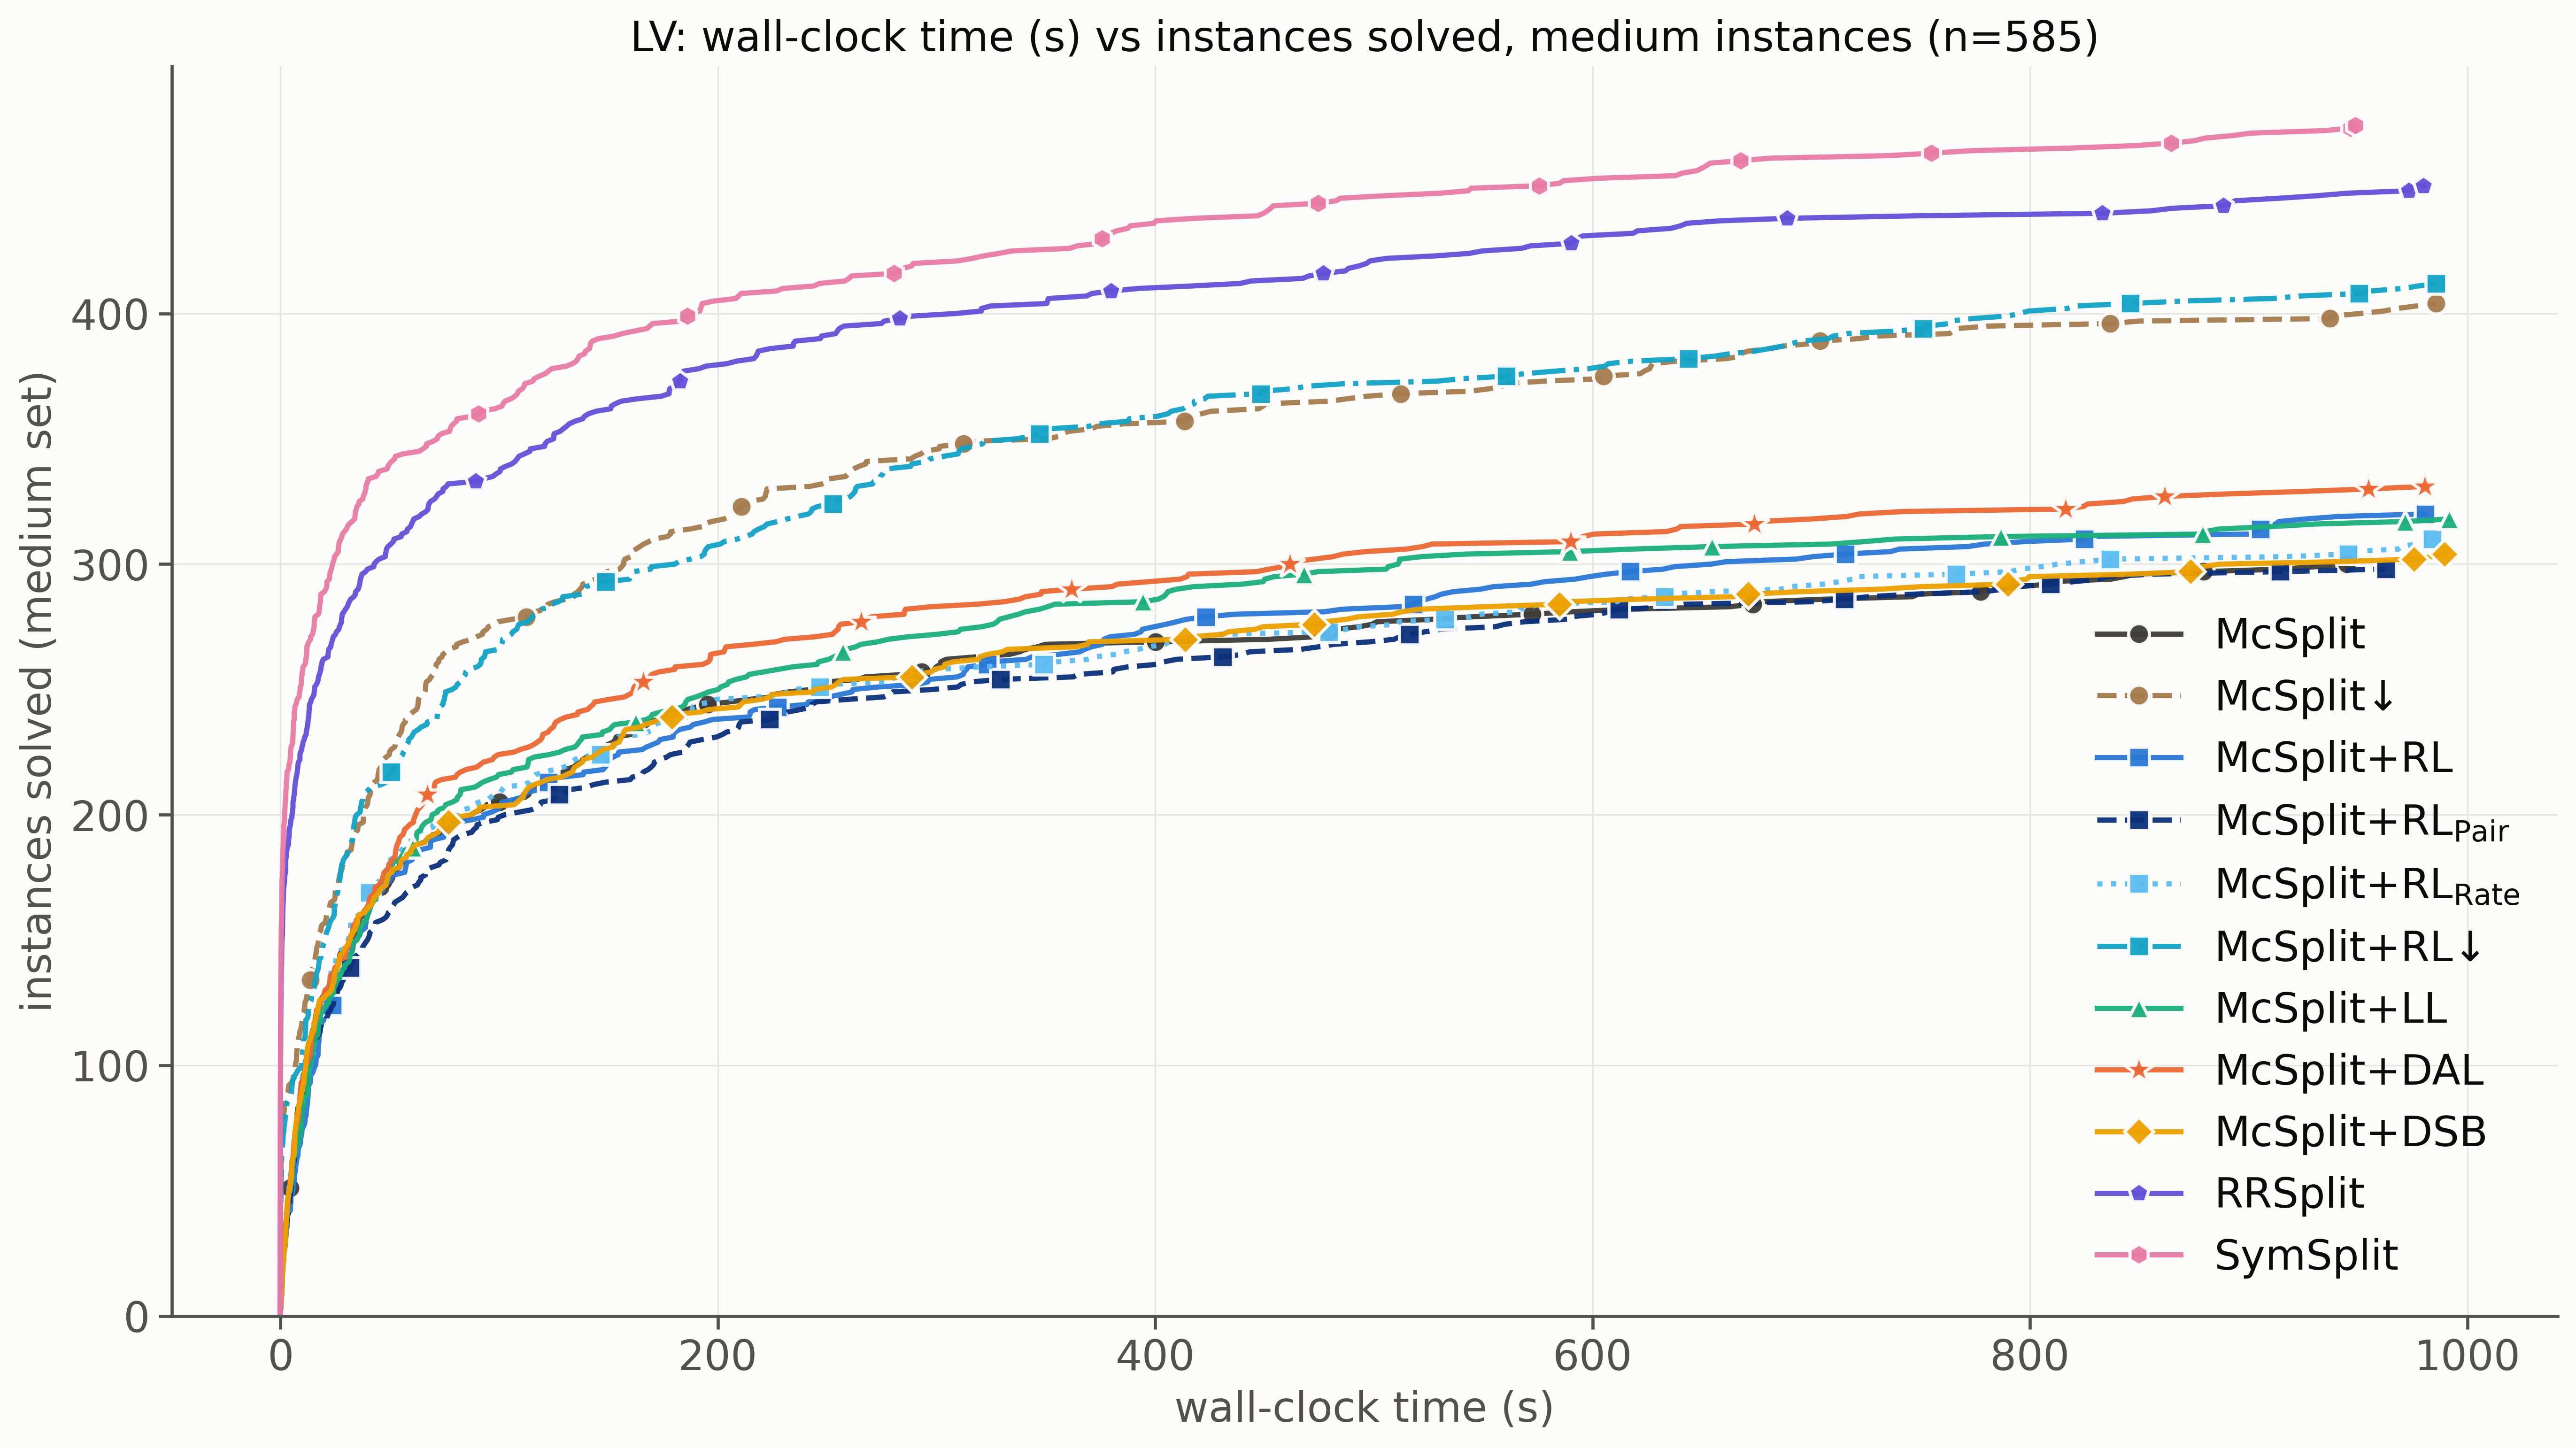 LV: wall-clock time (s) vs instances solved, medium instances (n=585)
instances solved (medium set)
400
300
200
100
0
0 200 400 600 800 1000
wall-clock time (s)
McSplit
McSplit↓
McSplit+RL
McSplit+RLPair
McSplit+RLRate
McSplit+RL↓
McSplit+LL
McSplit+DAL
McSplit+DSB
RRSplit
SymSplit